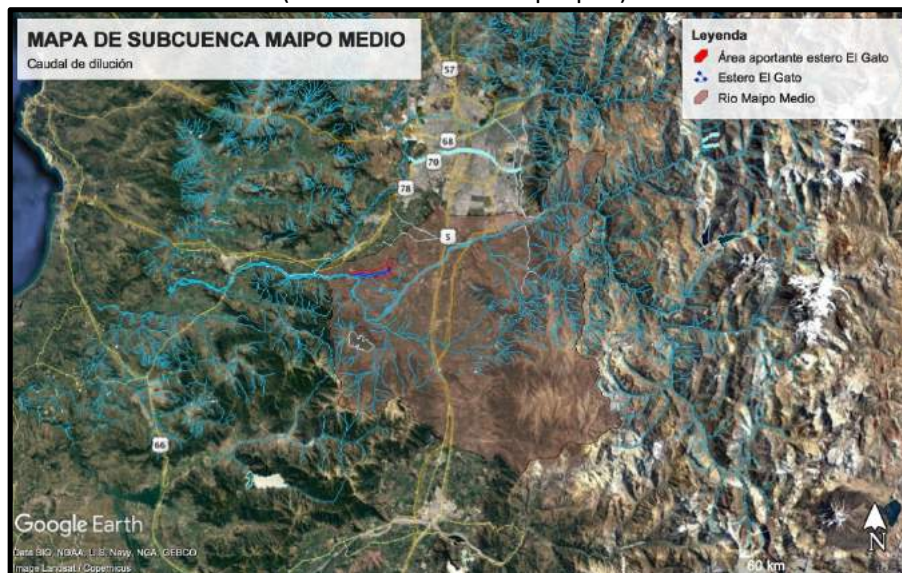 MAPA DE SUBCUENCA MAIPO MEDIO
Caudal de dilución
Leyenda
Área aportante estero El Gato
Estero El Gato
Rio Maipo Medio
57
68
70
78
5
66
Google Earth
Data SIO, NOAA, U.S. Navy, NGA, GEBCO
Image Landsat / Copernicus
N
60 km